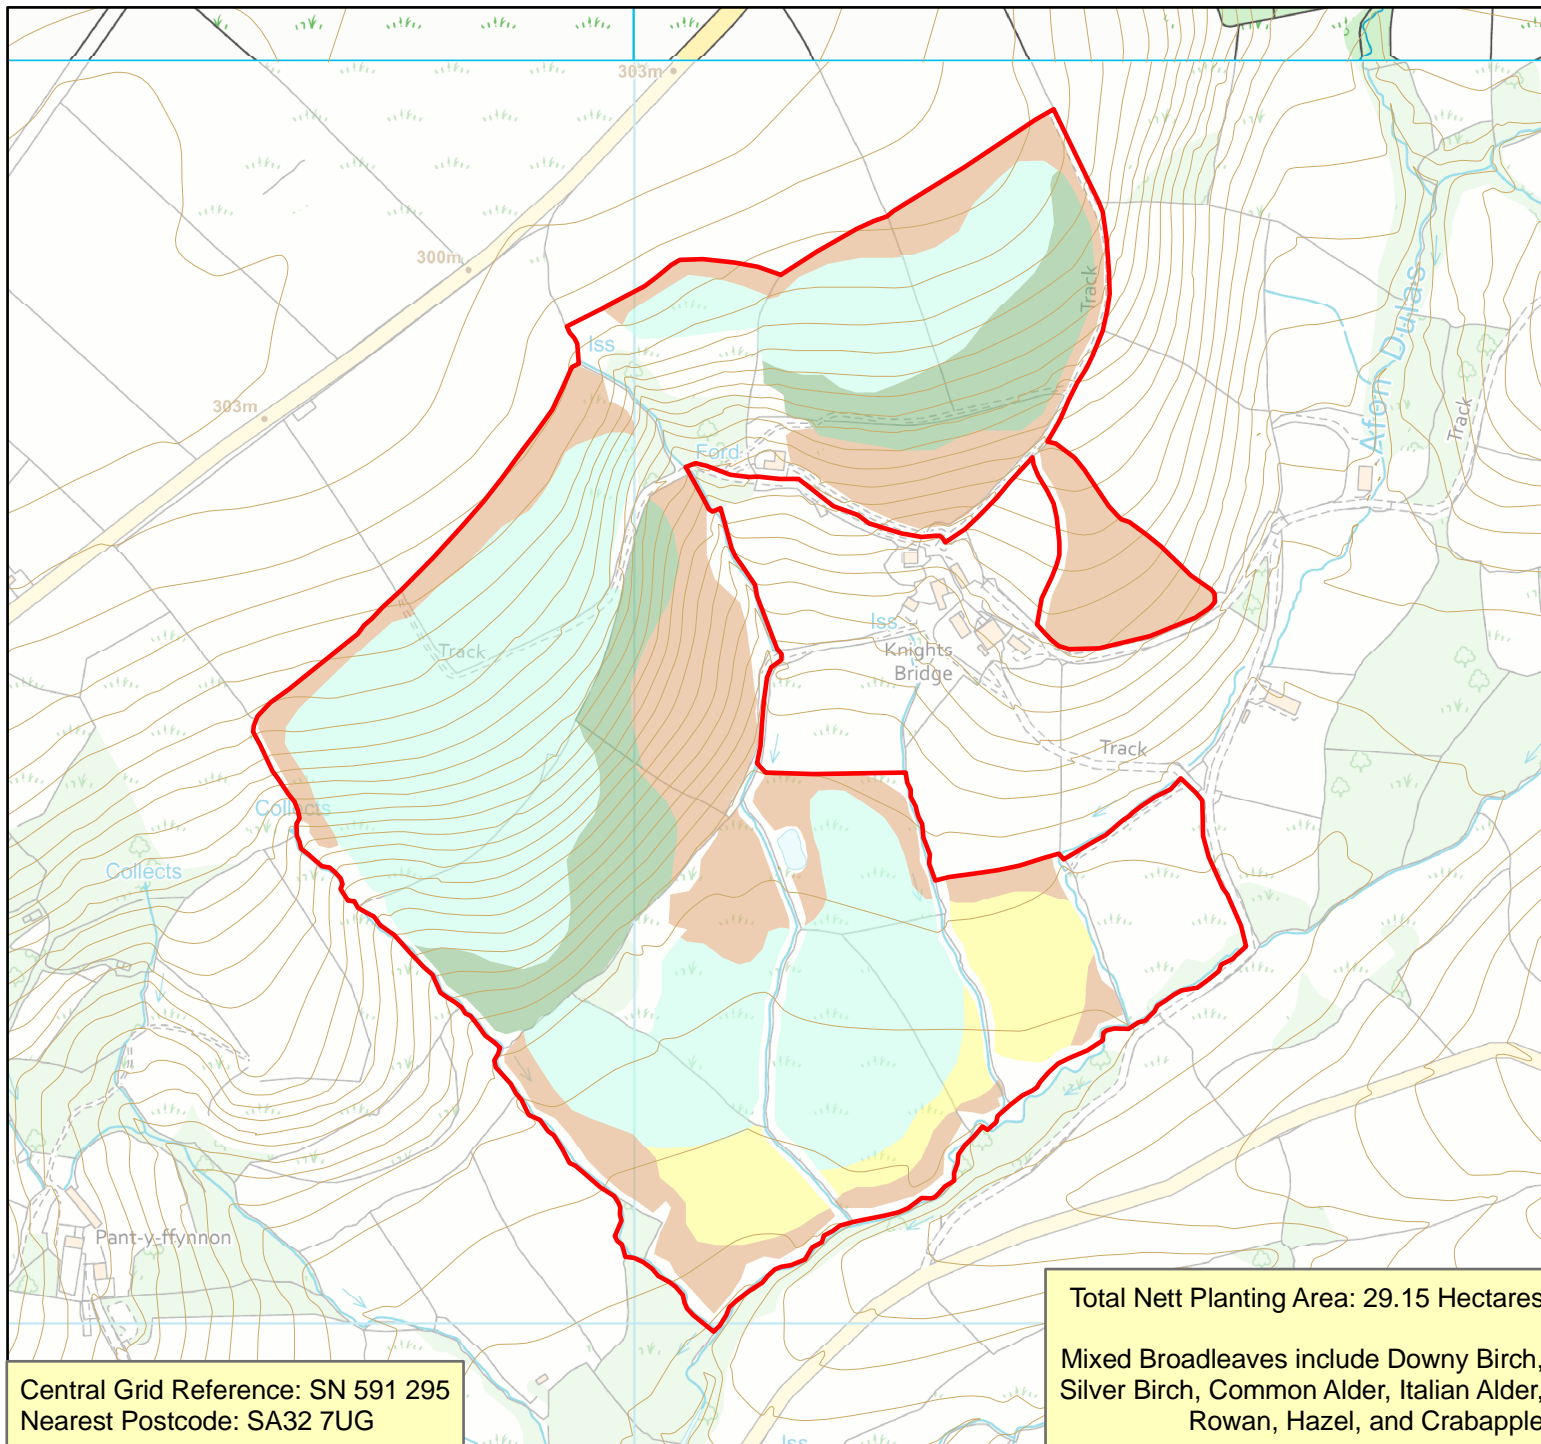 303m
300m
303m
Iss
Ford
Track
Afon Dulas
Track
Iss
Knights
Bridge
Track
Track
Collects
Collects
Pant-y-ffynnon
Total Nett Planting Area: 29.15 Hectares
Mixed Broadleaves include Downy Birch,
Silver Birch, Common Alder, Italian Alder,
Rowan, Hazel, and Crabapple
Central Grid Reference: SN 591 295
Nearest Postcode: SA32 7UG
Iss